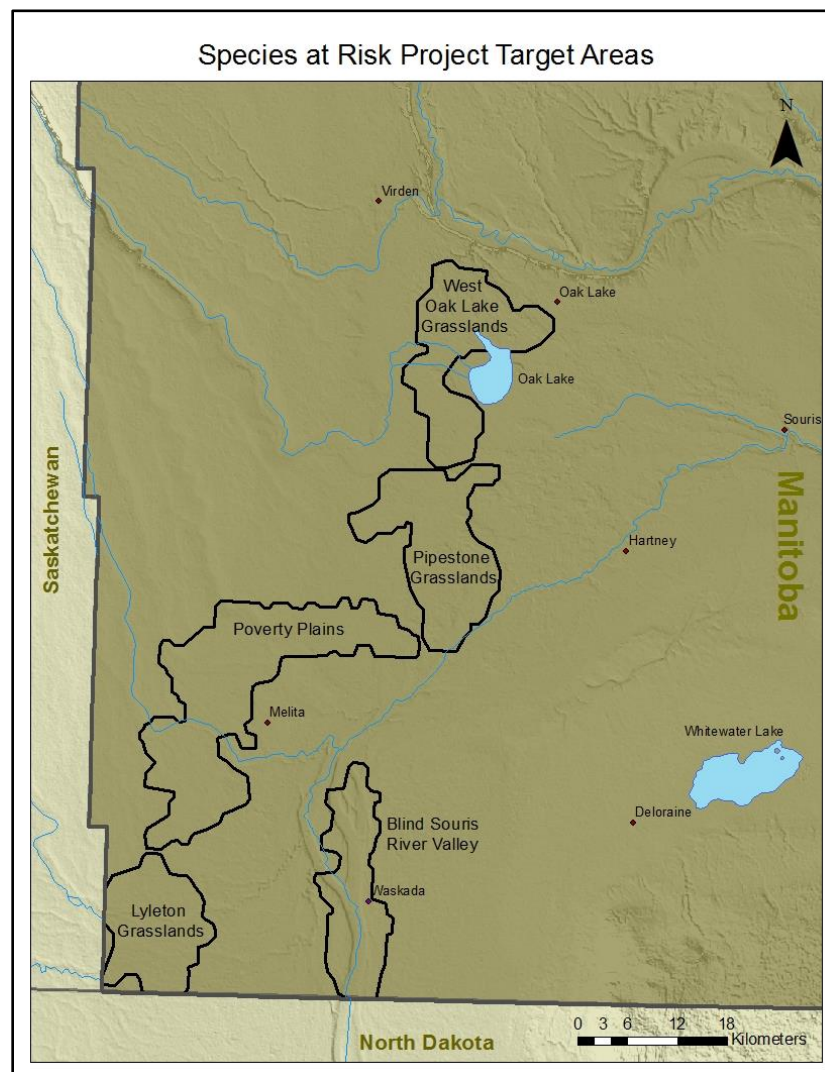 Species at Risk Project Target Areas
N
Virden
West
Oak Lake
Grasslands
Oak Lake
Oak Lake
Souris
Saskatchewan
Manitoba
Hartney
Pipestone
Grasslands
Poverty Plains
Melita
Whitewater Lake
Blind Souris
River Valley
Deloraine
Waskada
Lyleton
Grasslands
North Dakota
0 3 6 12 18
Kilometers